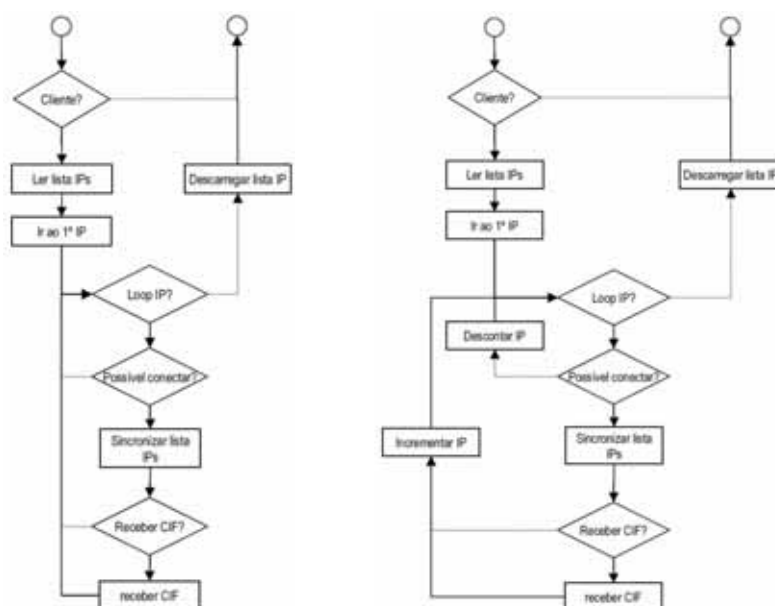 Cliente?
Ler lista IPs
Descarregar lista IP
Ir ao 1º IP
Loop IP?
Possível conectar?
Sincronizar lista
IPs
Receber CIF?
receber CIF
Cliente?
Ler lista IPs
Descarregar lista IP
Ir ao 1º IP
Loop IP?
Descontar IP
Possível conectar?
Incrementar IP
Sincronizar lista
IPs
Receber CIF?
receber CIF